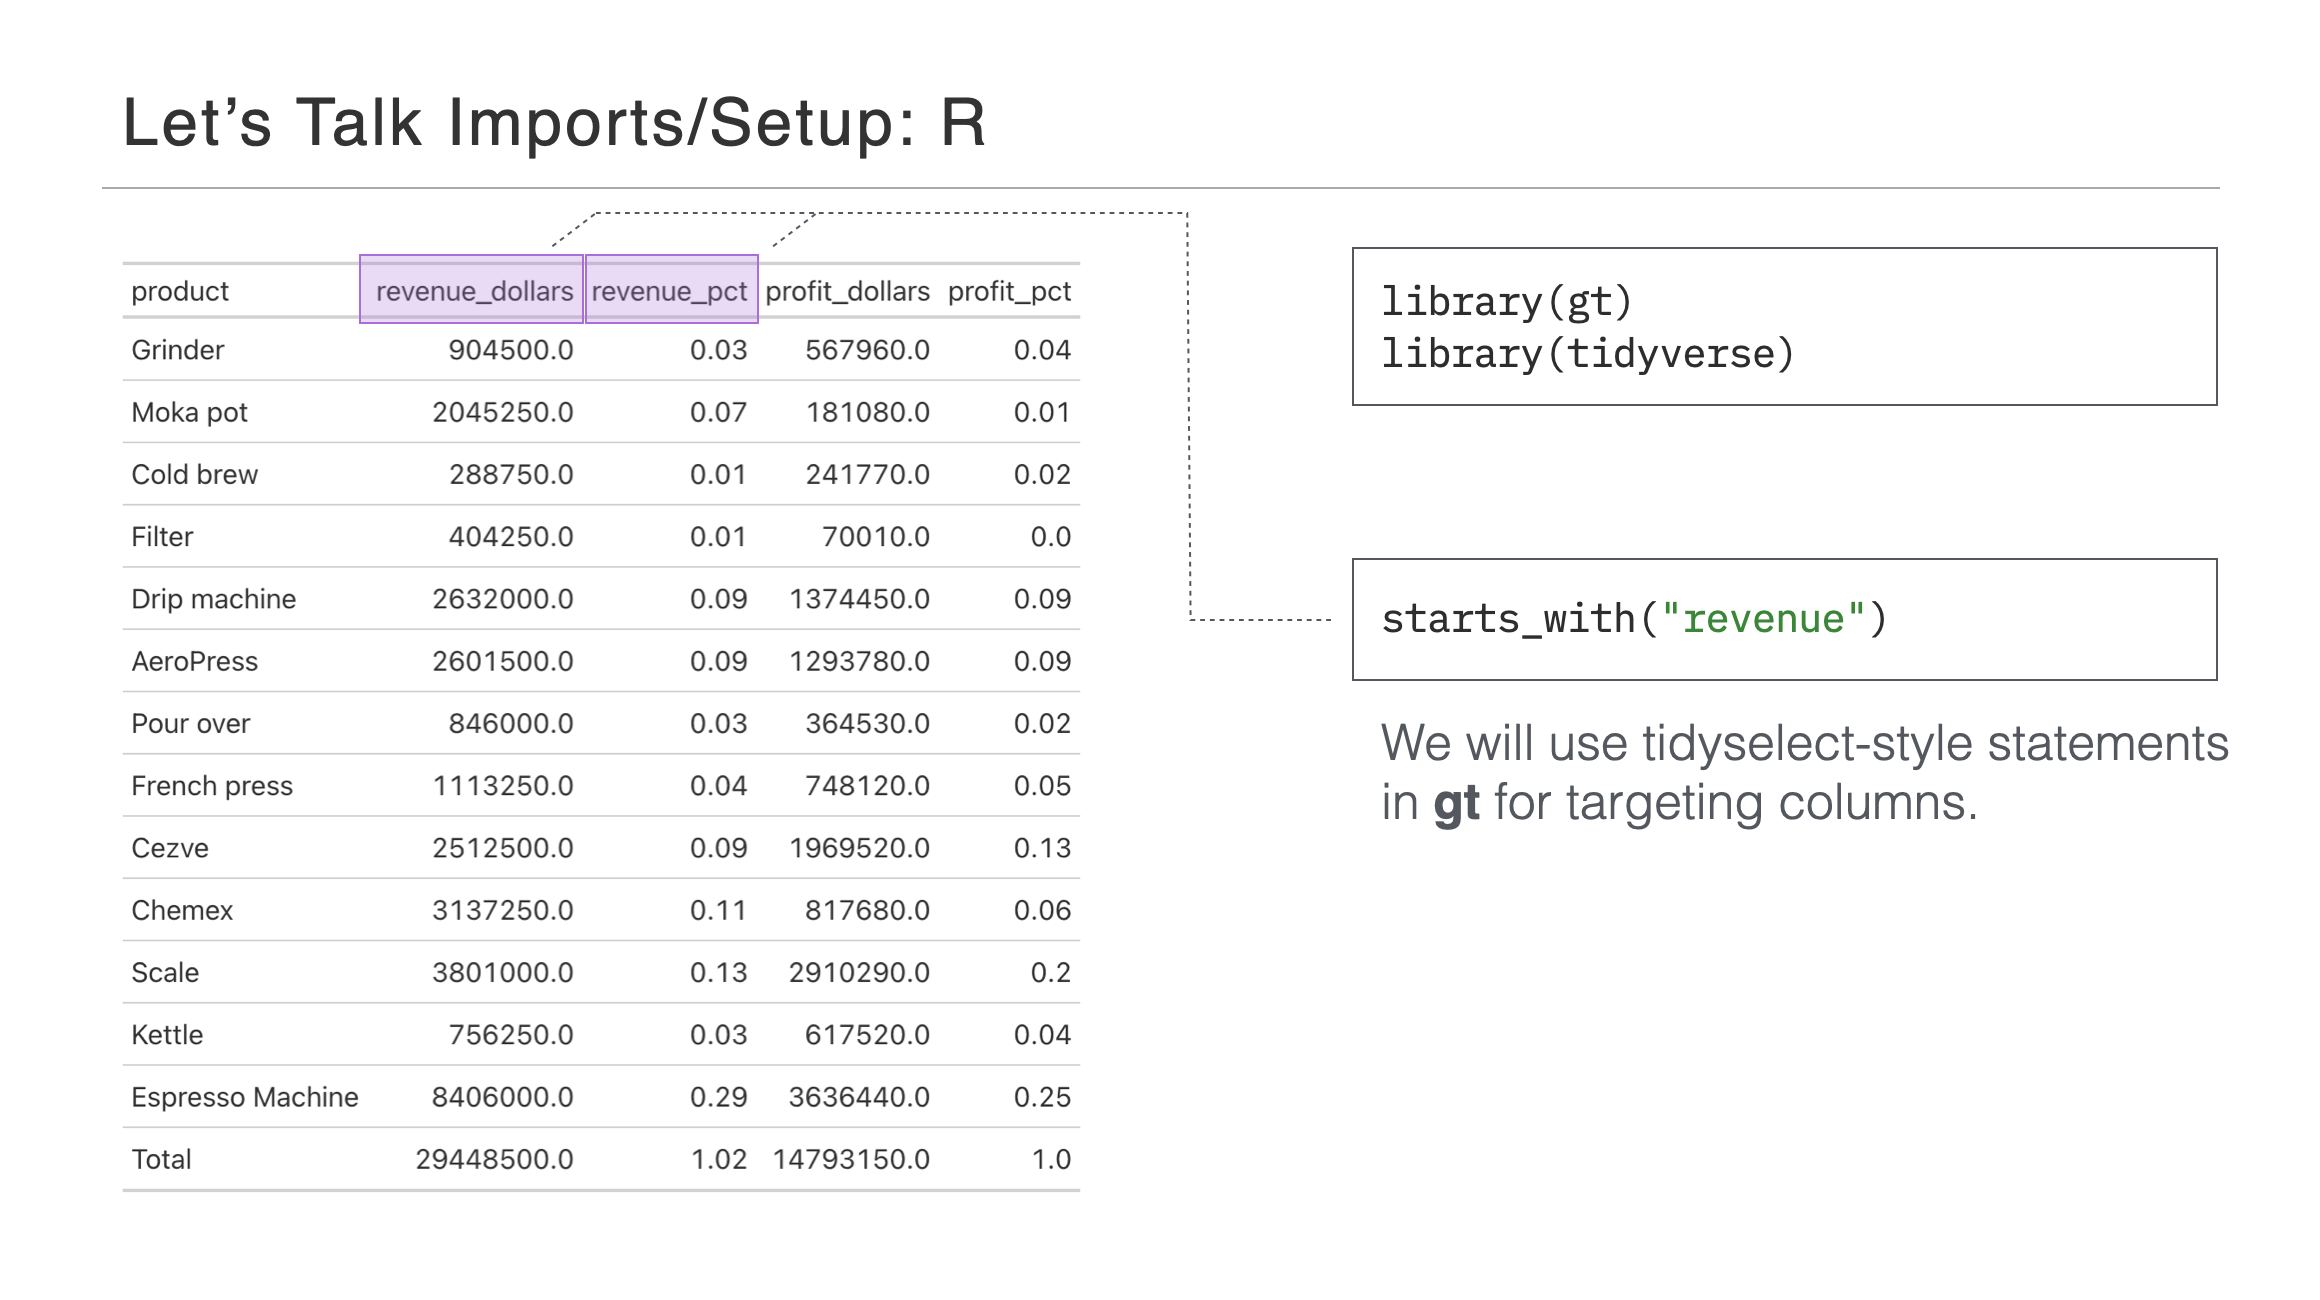 Let’s Talk Imports/Setup: R
product revenue_dollars revenue_pct profit_dollars profit_pct
Grinder 904500.0 0.03 567960.0 0.04
Moka pot 2045250.0 0.07 181080.0 0.01
Cold brew 288750.0 0.01 241770.0 0.02
Filter 404250.0 0.01 70010.0 0.0
Drip machine 2632000.0 0.09 1374450.0 0.09
AeroPress 2601500.0 0.09 1293780.0 0.09
Pour over 846000.0 0.03 364530.0 0.02
French press 1113250.0 0.04 748120.0 0.05
Cezve 2512500.0 0.09 1969520.0 0.13
Chemex 3137250.0 0.11 817680.0 0.06
Scale 3801000.0 0.13 2910290.0 0.2
Kettle 756250.0 0.03 617520.0 0.04
Espresso Machine 8406000.0 0.29 3636440.0 0.25
Total 29448500.0 1.02 14793150.0 1.0
library(gt)
library(tidyverse)
starts_with("revenue")
We will use tidyselect-style statements
in gt for targeting columns.